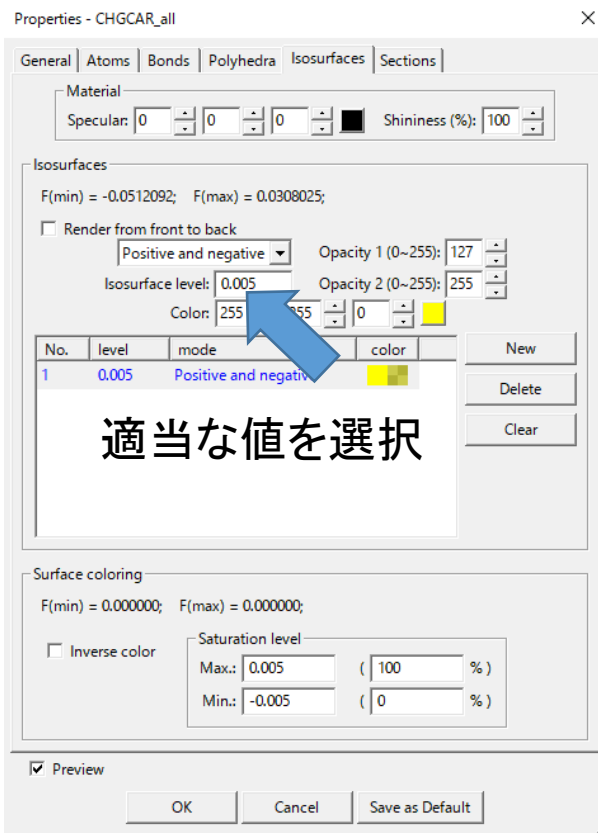 Properties - CHGCAR_all
General Atoms Bonds Polyhedra Isosurfaces Sections
Material
Specular: 0 0 0 Shininess (%): 100
Isosurfaces
F(min) = -0.0512092; F(max) = 0.0308025;
Render from front to back
Positive and negative Opacity 1 (0~255): 127
Isosurface level: 0.005 Opacity 2 (0~255): 255
Color: 255 255 0
No. level mode color New
1 0.005 Positive and negative
Delete
適当な値を選択 Clear
Surface coloring
F(min) = 0.000000; F(max) = 0.000000;
Saturation level
Inverse color
Max.: 0.005 ( 100 % )
Min.: -0.005 ( 0 % )
Preview
OK Cancel Save as Default